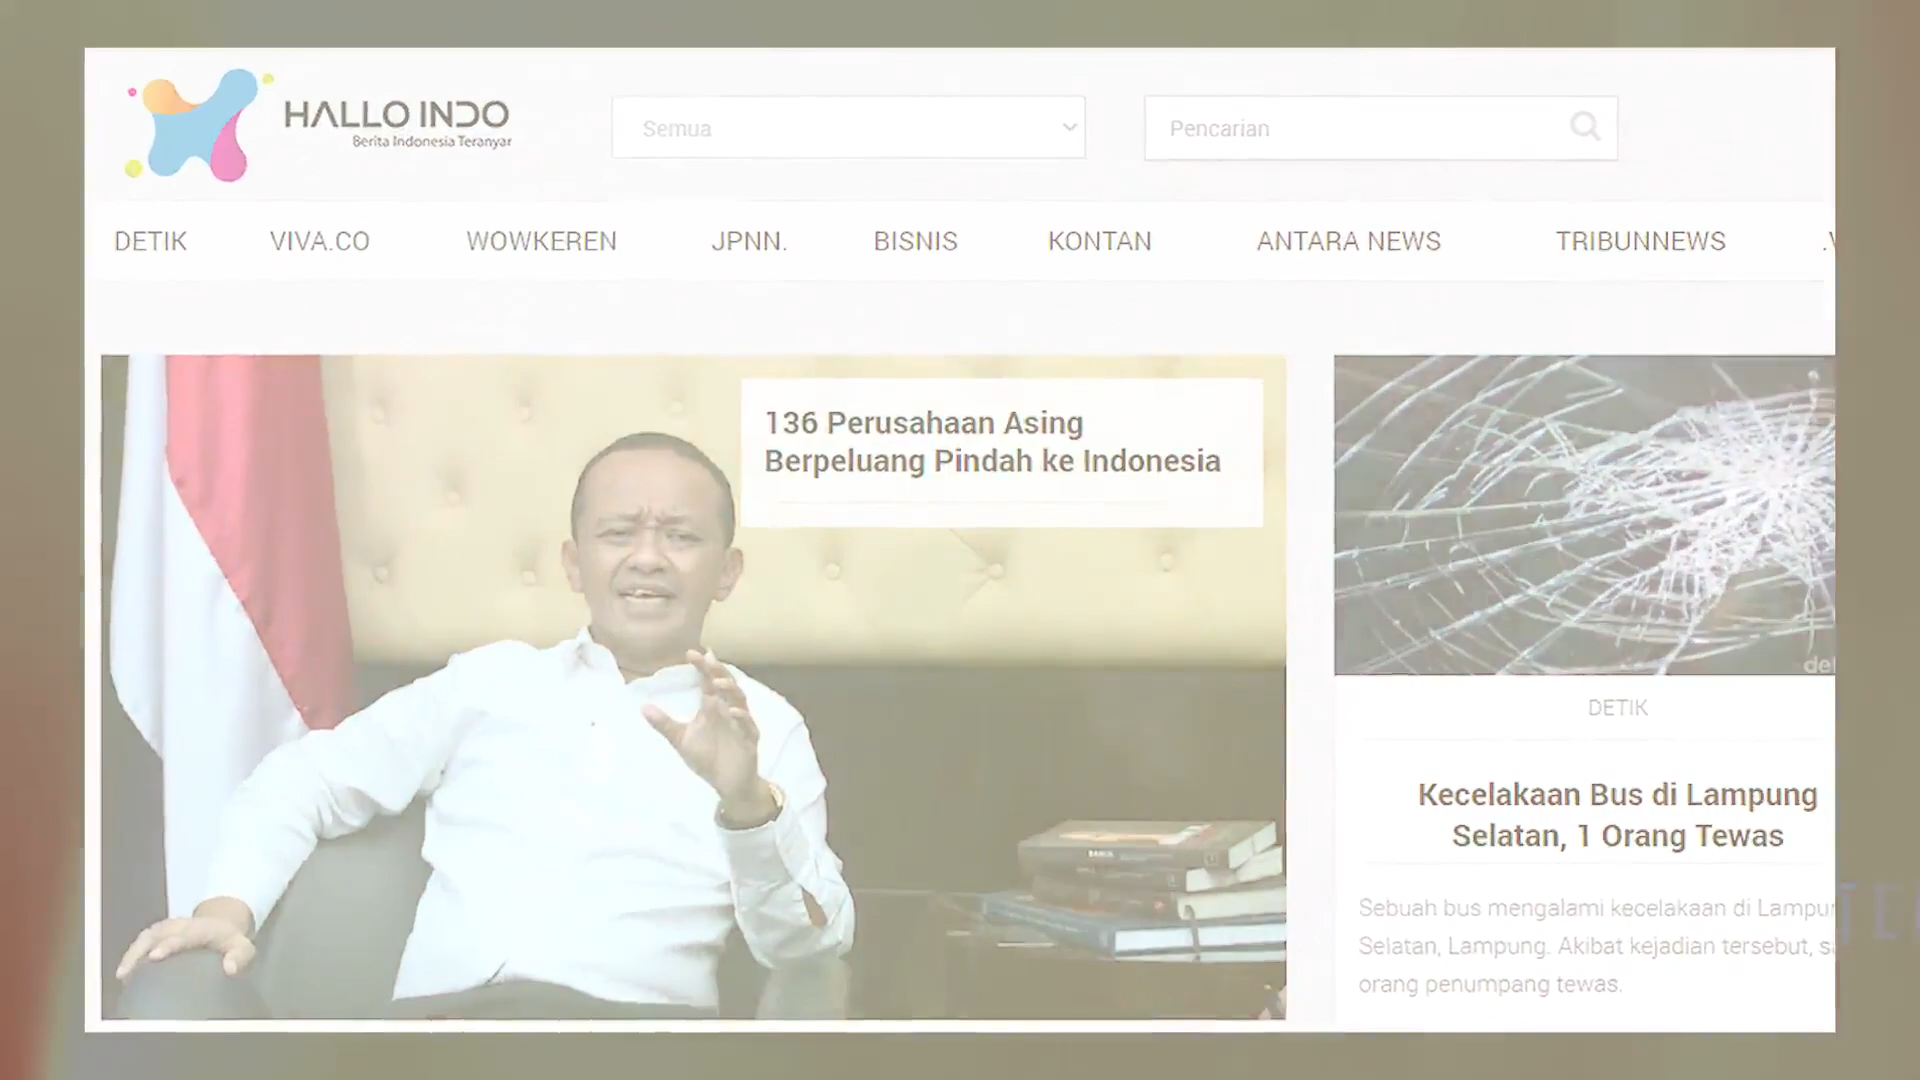 HALLO INDO
Berita Indonesia Teranyar
Semua
Pencarian
DETIK
VIVA.CO
WOWKEREN
JPNN.
BISNIS
KONTAN
ANTARA NEWS
TRIBUNNEWS
136 Perusahaan Asing
Berpeluang Pindah ke Indonesia
DETIK
Kecelakaan Bus di Lampung
Selatan, 1 Orang Tewas
Sebuah bus mengalami kecelakaan di
Selatan, Lampung. Akibat kejadian tersebut,
orang penumpang tewas.